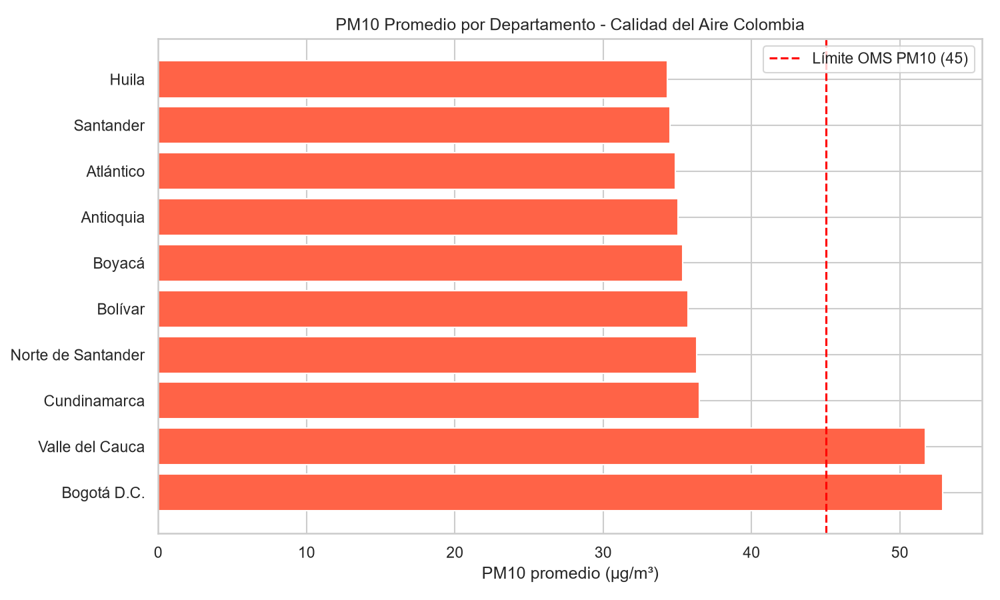 PM10 Promedio por Departamento - Calidad del Aire Colombia
Límite OMS PM10 (45)
Huila
Santander
Atlántico
Antioquia
Boyacá
Bolívar
Norte de Santander
Cundinamarca
Valle del Cauca
Bogotá D.C.
0 10 20 30 40 50
PM10 promedio (µg/m³)